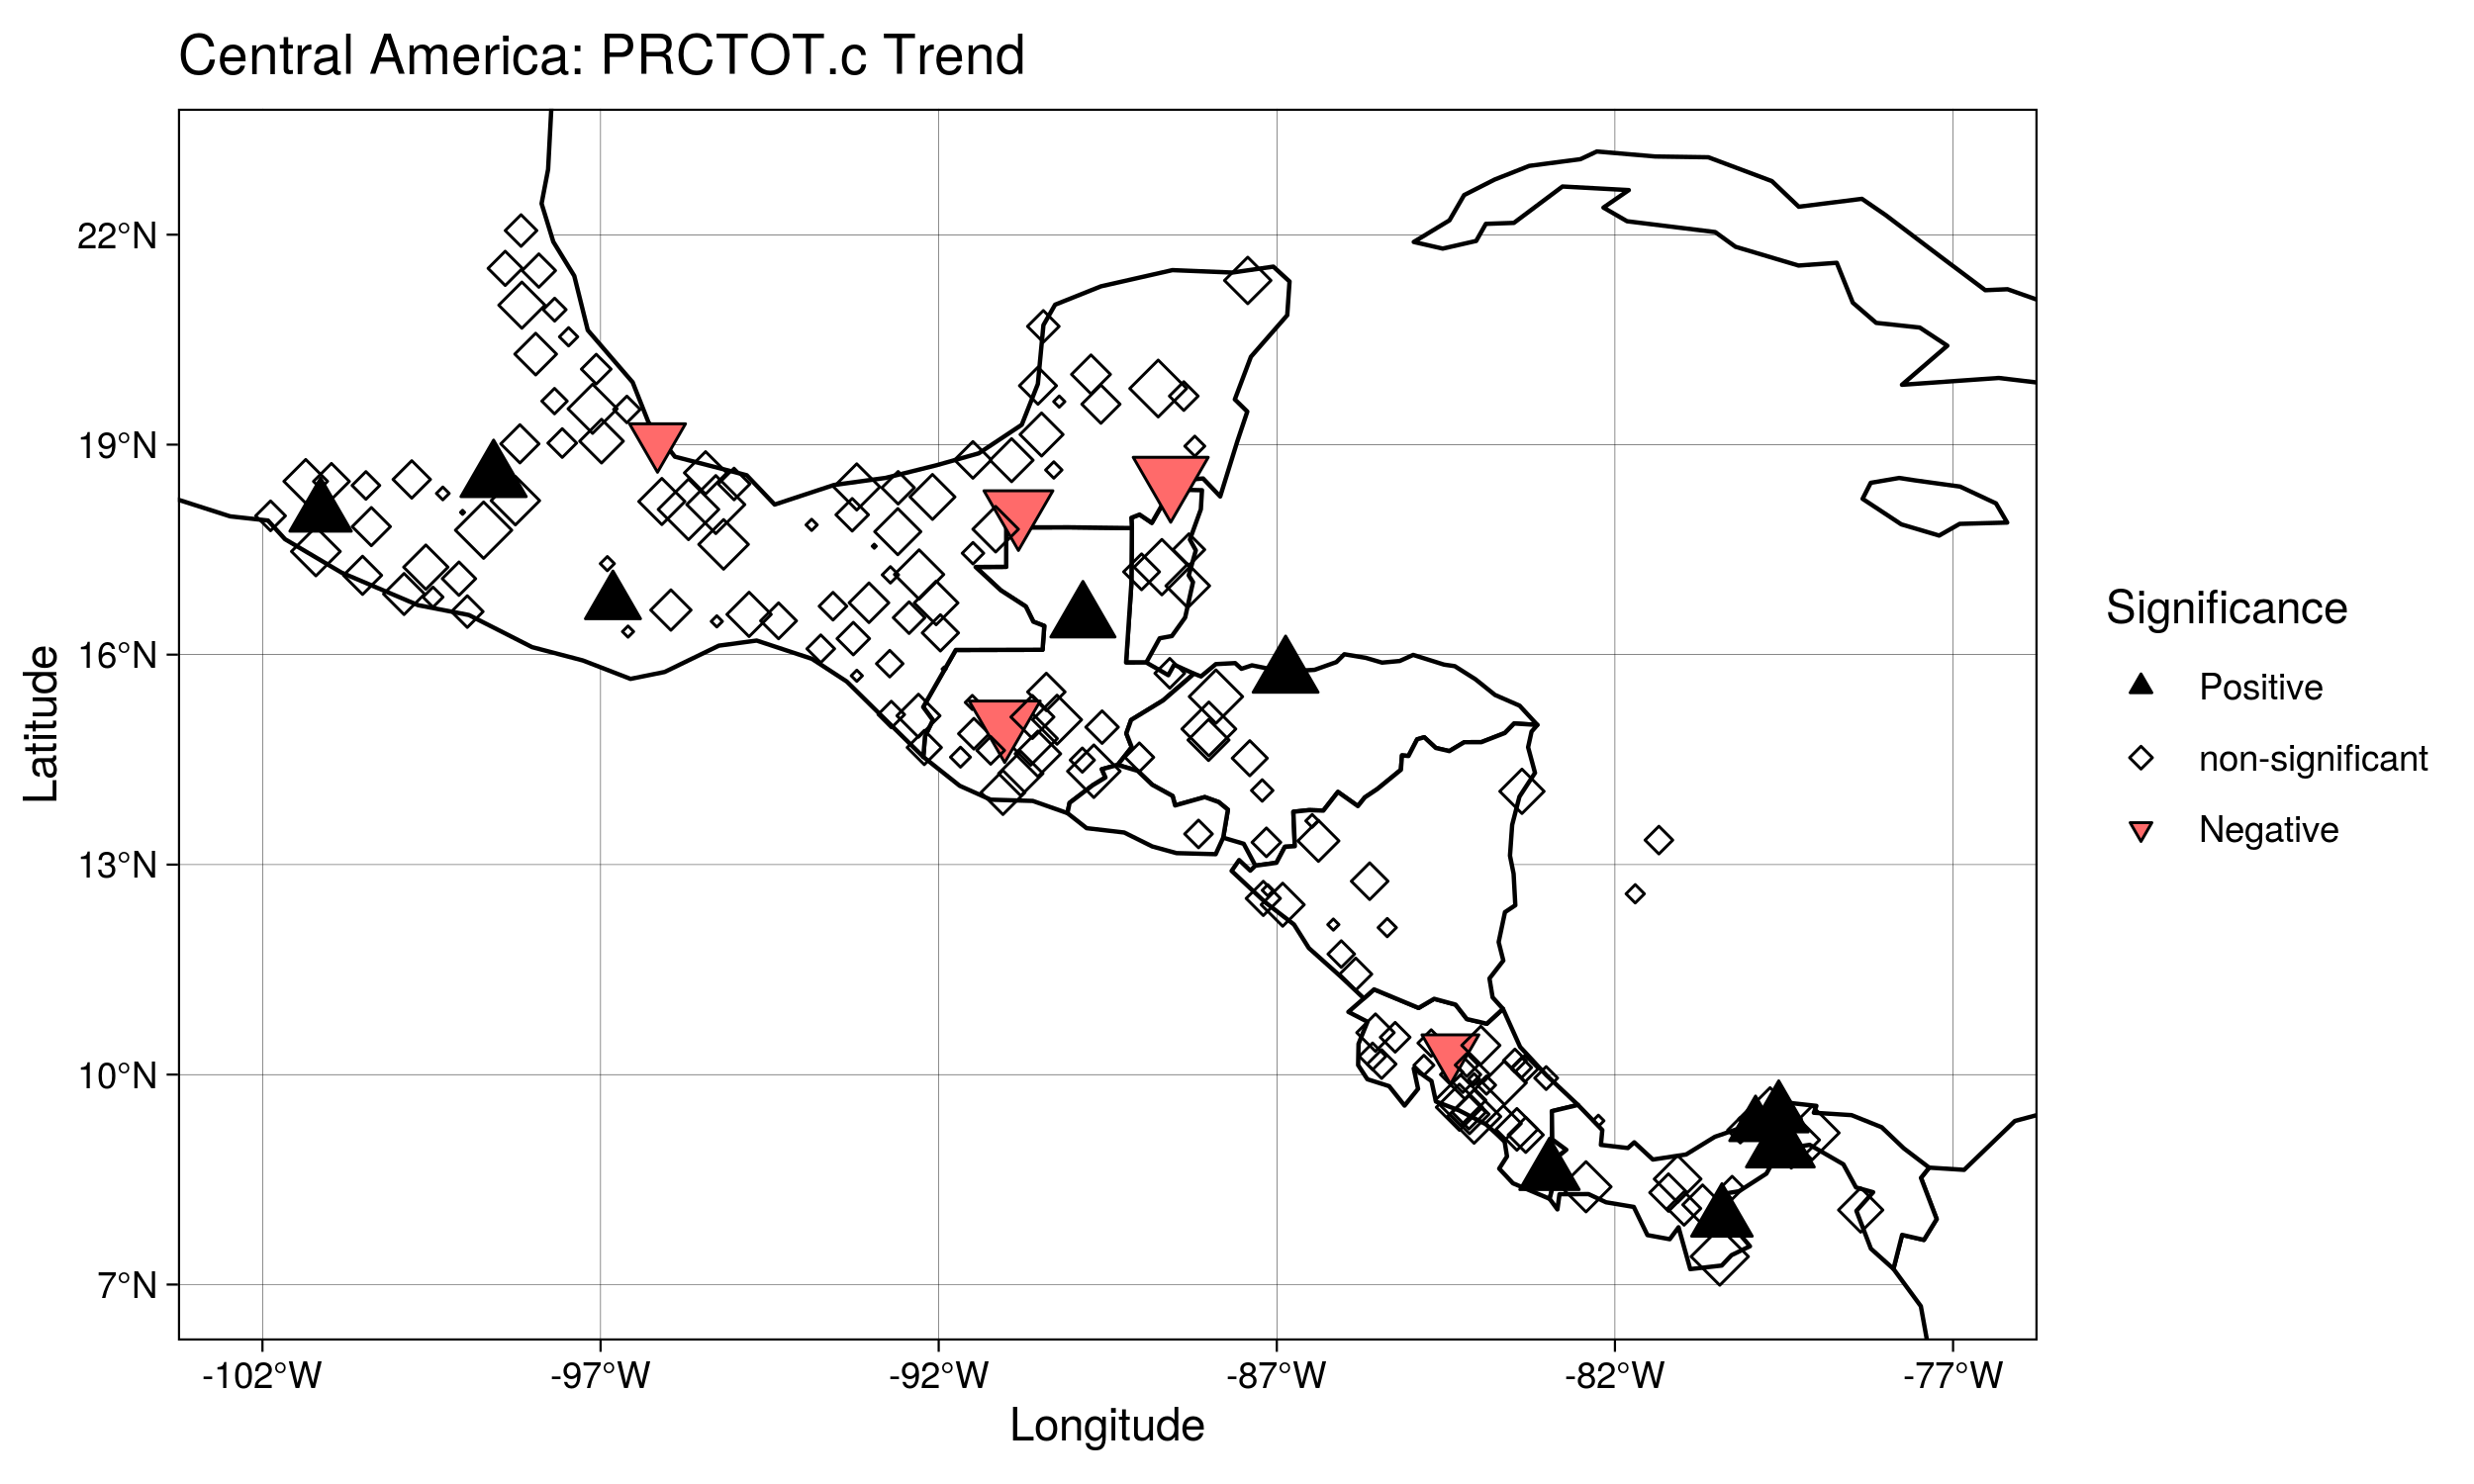 Central America: PRCTOT.c Trend
22°N
19°N
16°N
13°N
10°N
7°N
Latitude
-102°W
-97°W
-92°W
-87°W
-82°W
-77°W
Longitude
Significance
Positive
non-significant
Negative